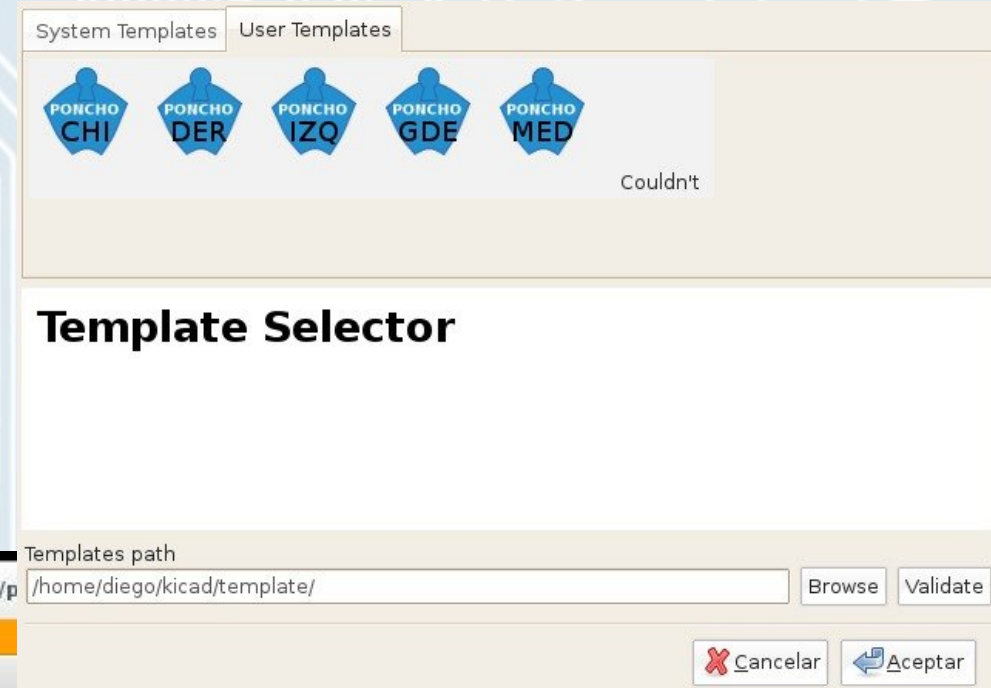 System Templates User Templates
PONCHO PONCHO PONCHO PONCHO PONCHO
CHI DER IZQ GDE MED
Couldn't
Template Selector
Templates path
/p /home/diego/kicad/template/ Browse Validate
Cancelar Aceptar